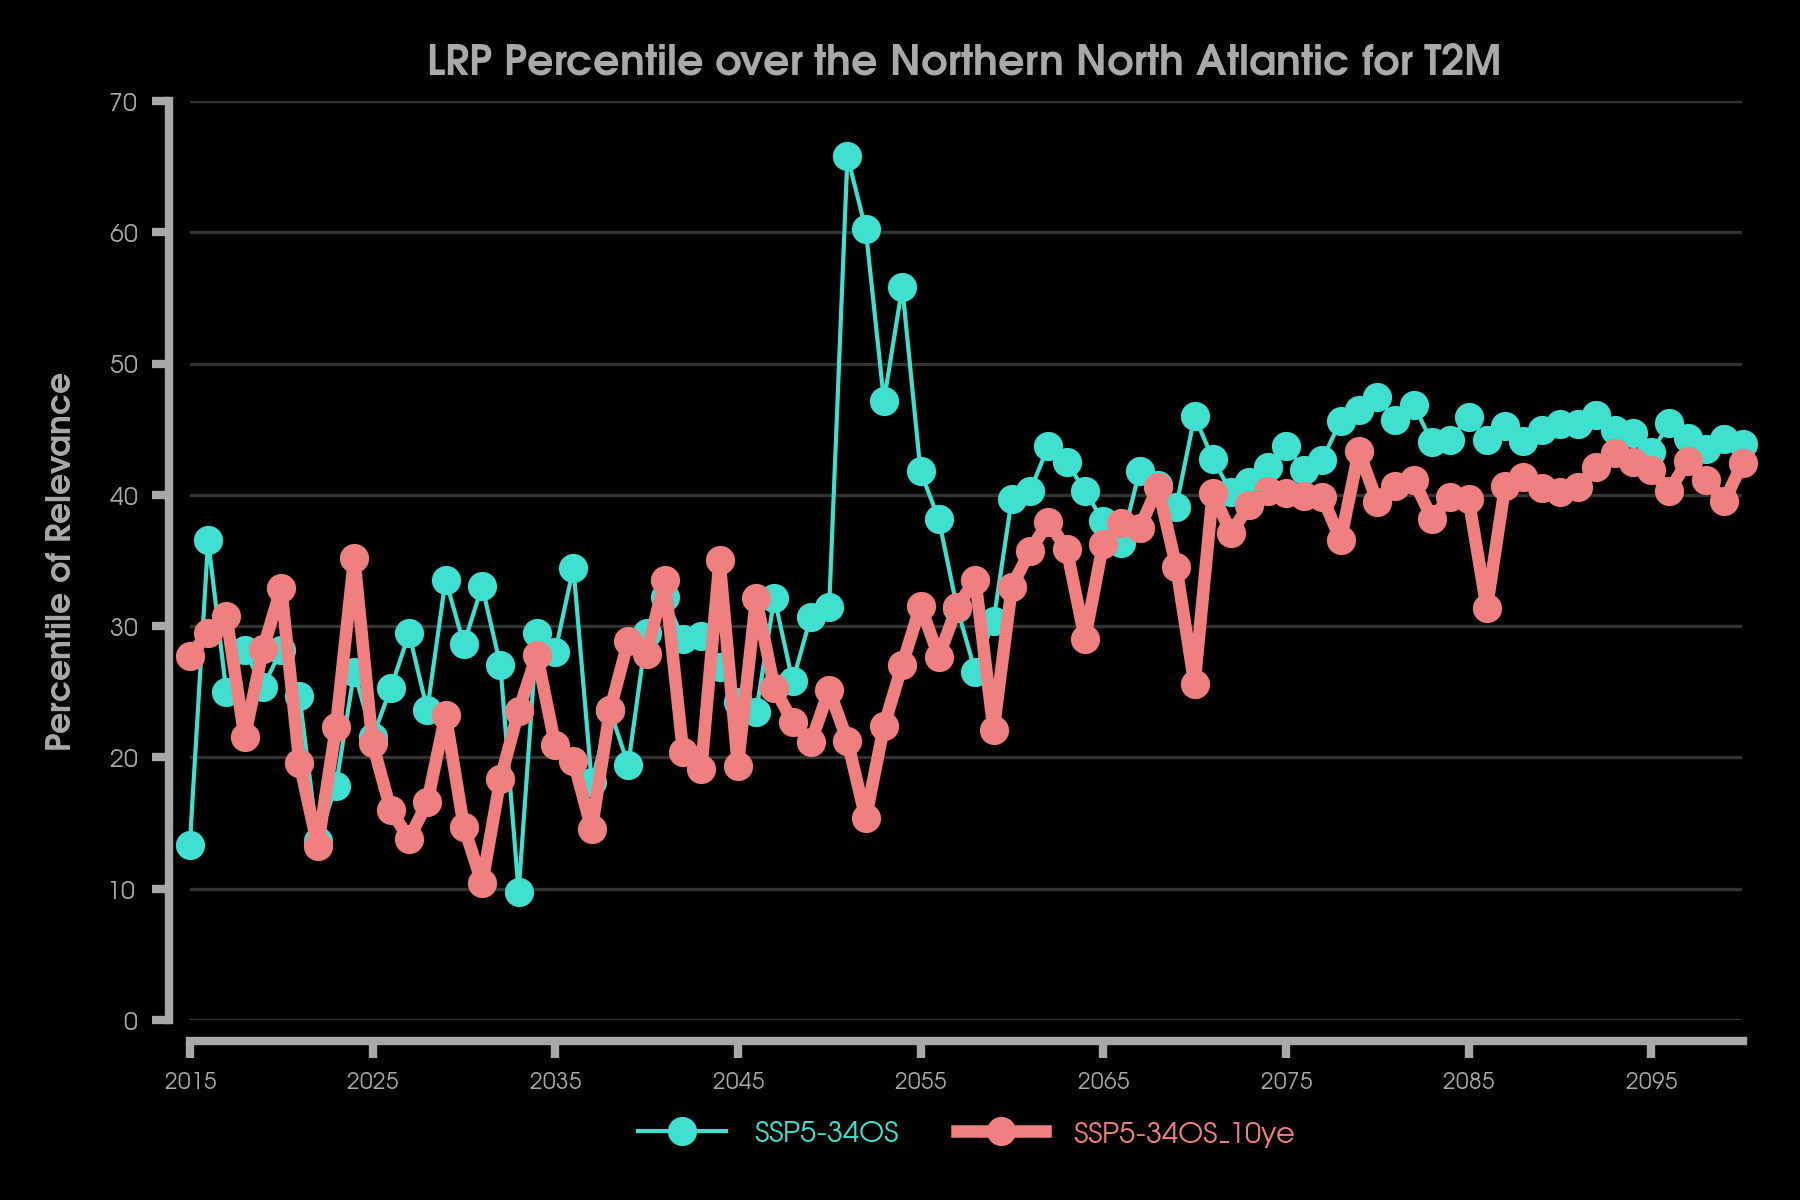 LRP Percentile over the Northern North Atlantic for T2M
Percentile of Relevance
70
60
50
40
30
20
10
0
2015 2025 2035 2045 2055 2065 2075 2085 2095
SSP5-34OS SSP5-34OS_10ye